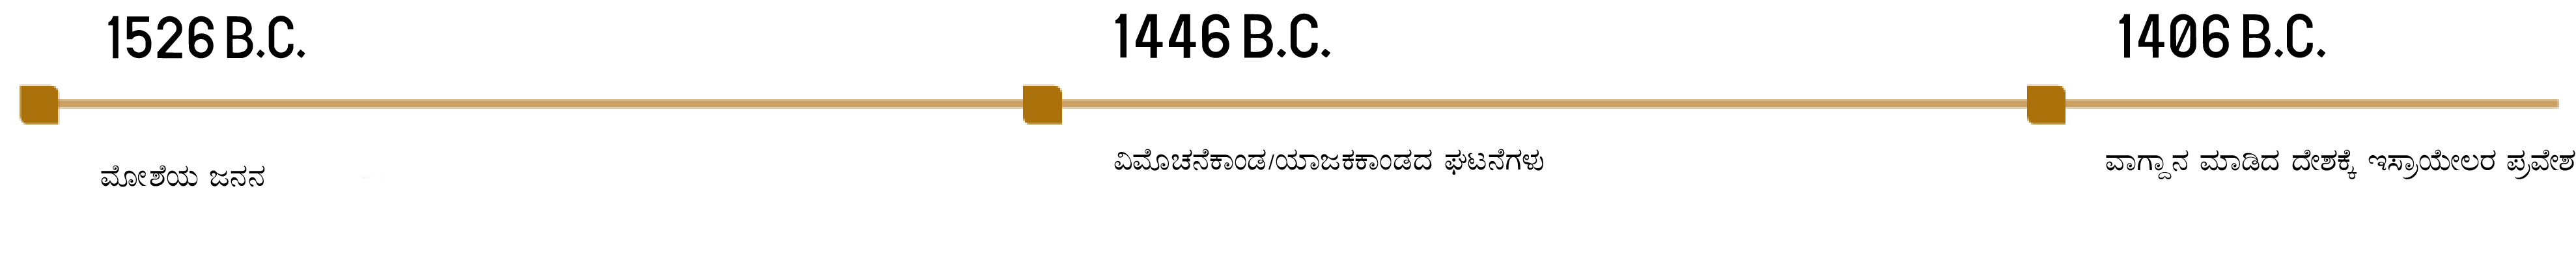 1526 B.C.
1446 B.C.
1406 B.C.
ಮೋಶೆಯ ಜನನ
ವಿಮೊಚನೆಕಾಂಡ/ಯಾಜಕಕಾಂಡದ ಘಟನೆಗಳು
ವಾಗ್ದಾನ ಮಾಡಿದ ದೇಶಕ್ಕೆ ಇಸ್ರಾಯೇಲರ ಪ್ರವೇಶ